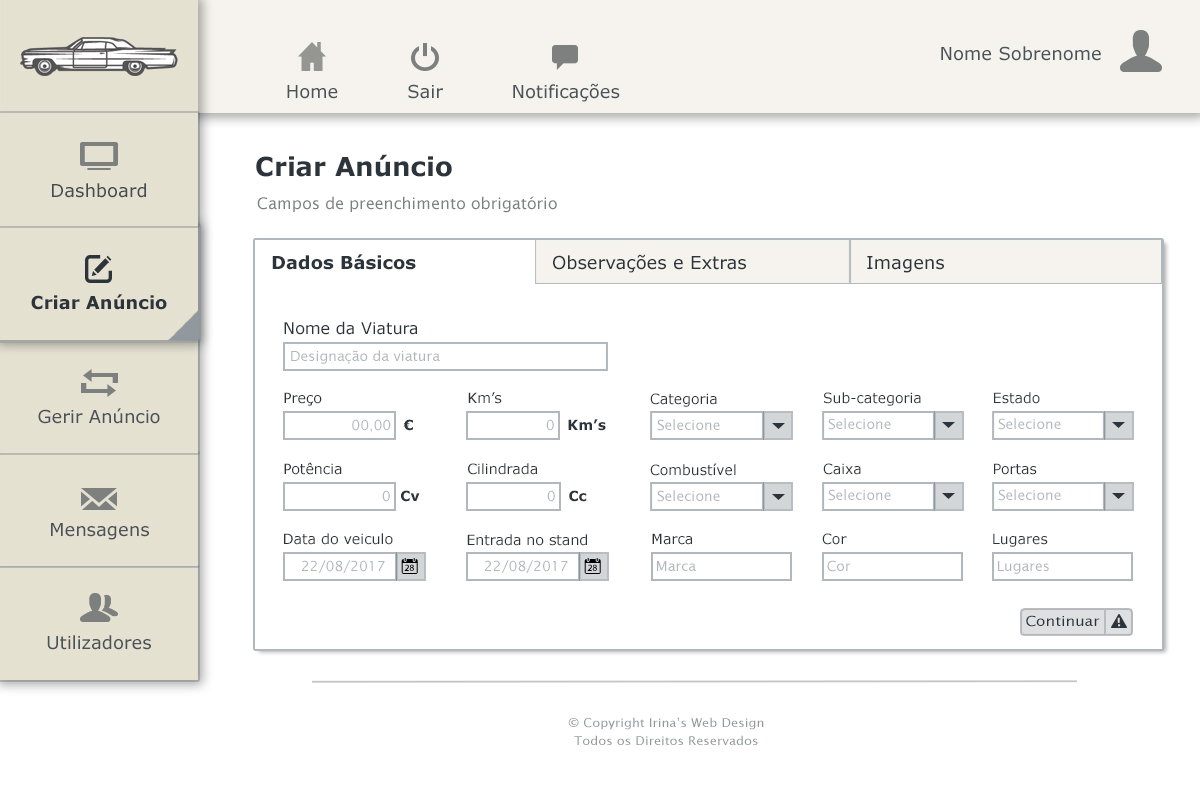 Home
Sair
Notificações
Nome Sobrenome
Dashboard
Criar Anúncio
Gerir Anúncio
Mensagens
Utilizadores
Criar Anúncio
Campos de preenchimento obrigatório
Dados Básicos
Observações e Extras
Imagens
Nome da Viatura
Designação da viatura
Preço
Km's
Categoria
Sub-categoria
Estado
00,00 €
0 Km's
Selecione
Selecione
Selecione
Potência
Cilindrada
Combustível
Caixa
Portas
0 Cv
0 Cc
Selecione
Selecione
Selecione
Data do veiculo
Entrada no stand
Marca
Cor
Lugares
22/08/2017 28
22/08/2017 28
Marca
Cor
Lugares
Continuar
© Copyright Irina's Web Design
Todos os Direitos Reservados